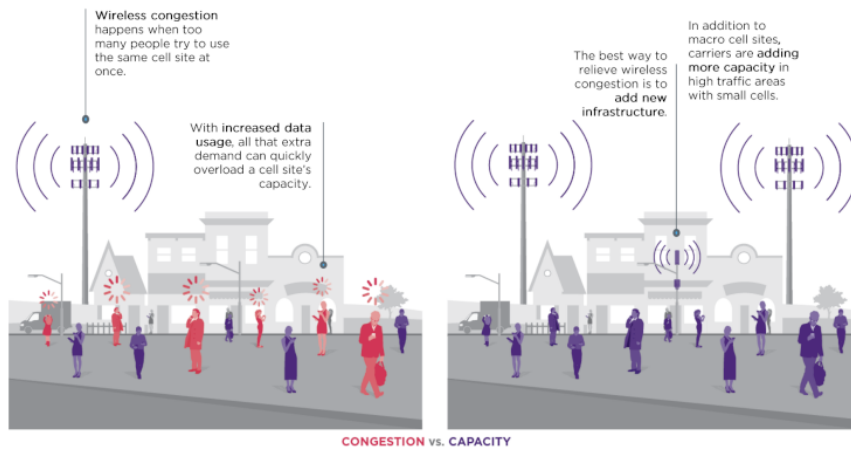 Wireless congestion
happens when too
many people try to use
the same cell site at
once.
With increased data
usage, all that extra
demand can quickly
overload a cell site's
capacity.
The best way to
relieve wireless
congestion is to
add new
infrastructure.
In addition to
macro cell sites,
carriers are adding
more capacity in
high traffic areas
with small cells.
CONGESTION vs. CAPACITY